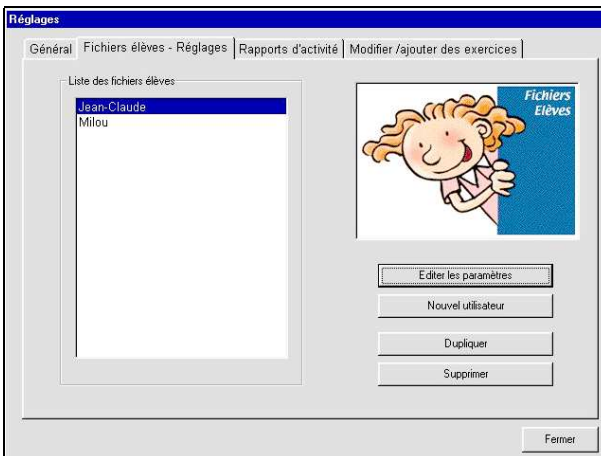 Réglages
Général
Fichiers élèves - Réglages
Rapports d'activité
Modifier /ajouter des exercices
Liste des fichiers élèves
Jean-Claude
Milou
Fichiers
Elèves
Editer les paramètres
Nouvel utilisateur
Dupliquer
Supprimer
Fermer